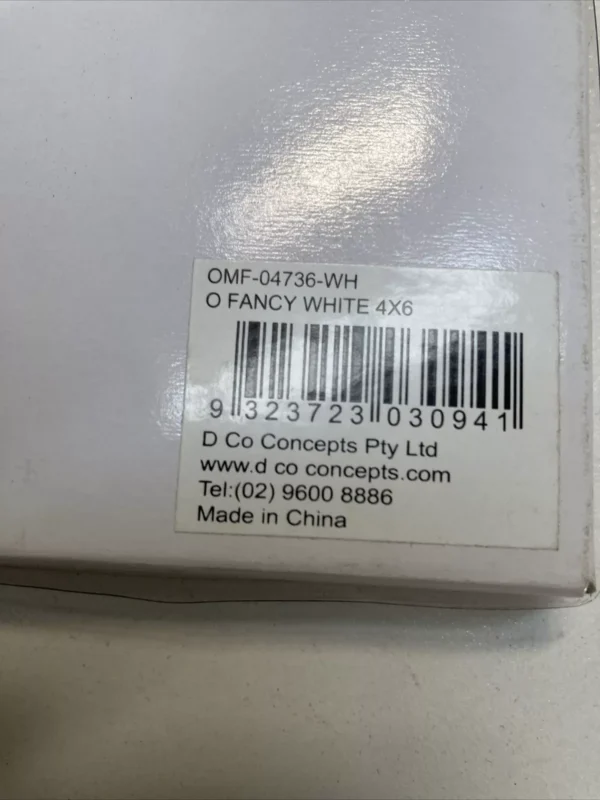 OMF-04736-WH
O FANCY WHITE 4X6
9 323723 030941
D Co Concepts Pty Ltd
www.d co concepts.com
Tel:(02) 9600 8886
Made in China